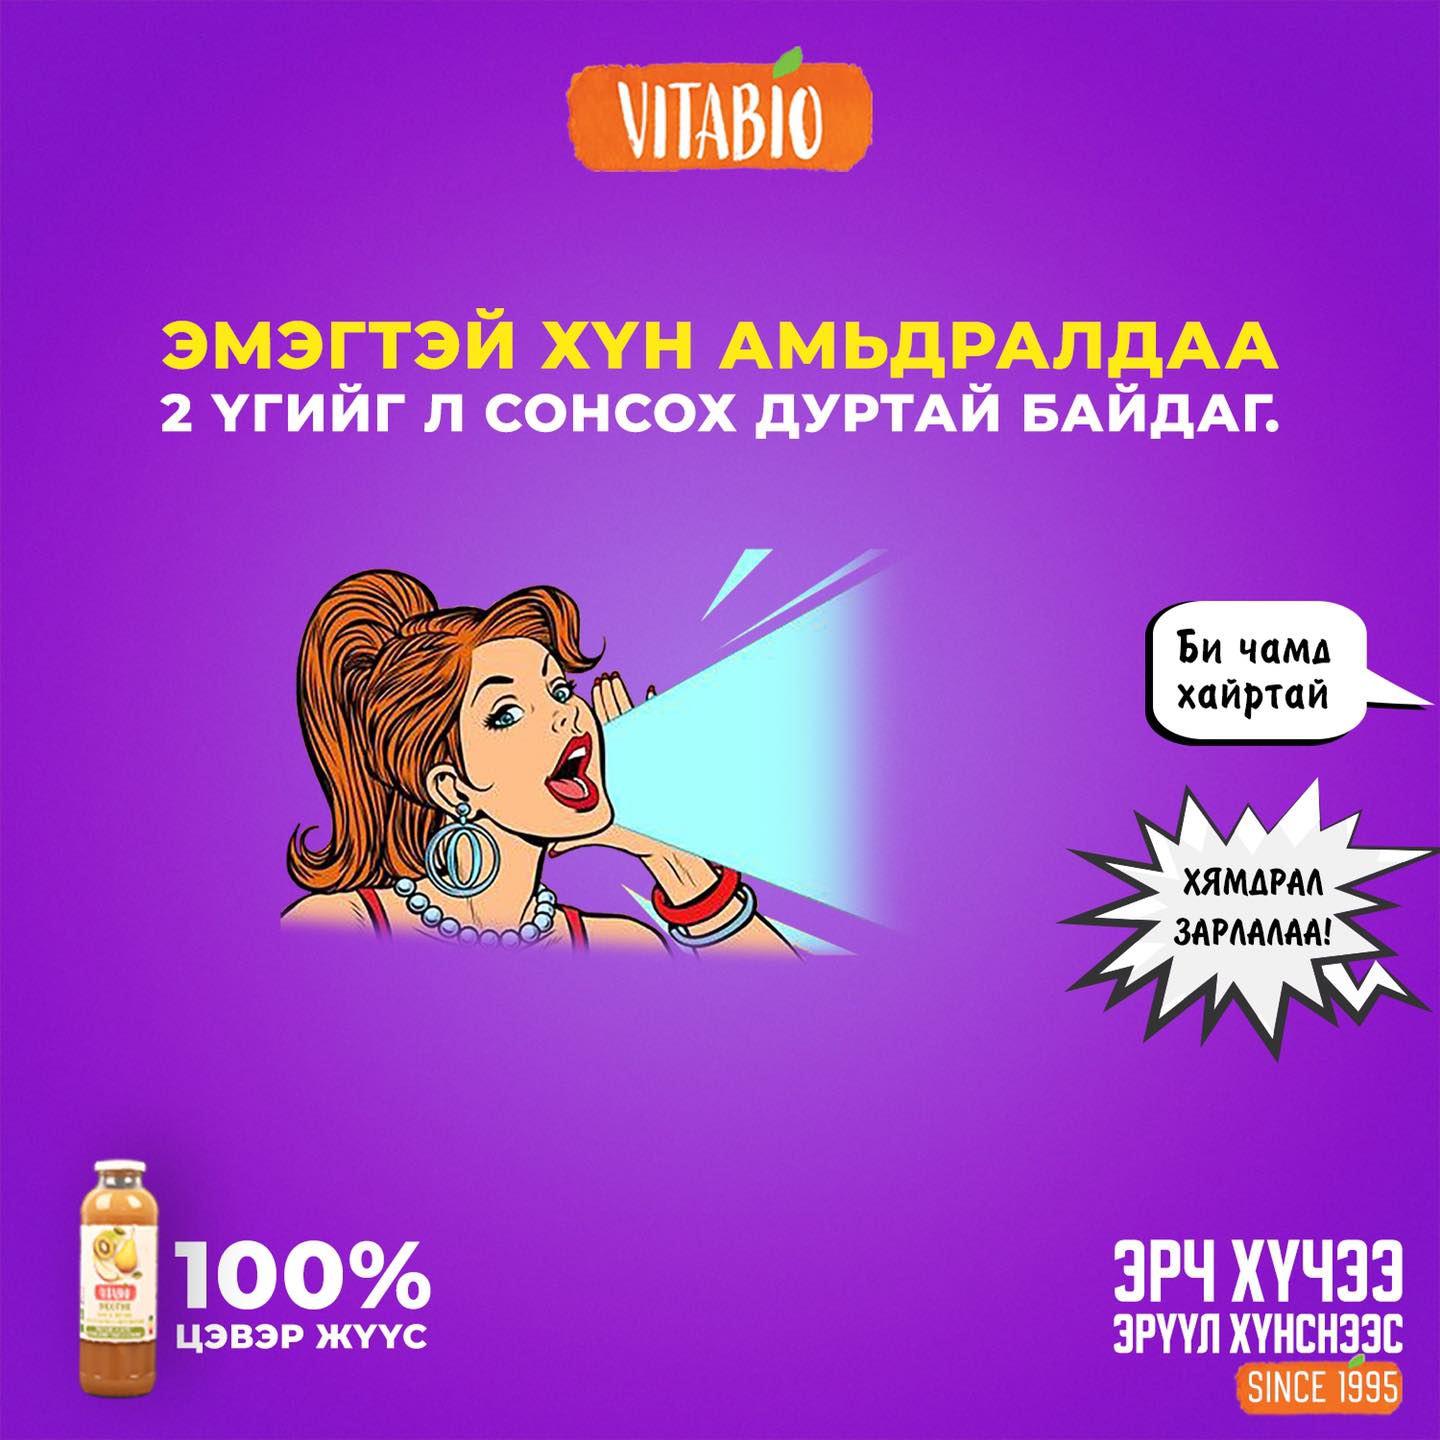 VITABIO
ЭМЭГТЭЙ ХҮН АМЬДРАЛДАА
2 ҮГИЙГ Л СОНСОХ ДУРТАЙ БАЙДАГ.
Би чамд
хайртай
ХЯМДРАЛ
ЗАРЛАЛАА!
VITABIO
100%
ЦЭВЭР ЖҮҮС
ЭРЧ ХҮЧЭЭ
ЭРҮҮЛ ХҮНСНЭЭС
SINCE 1995